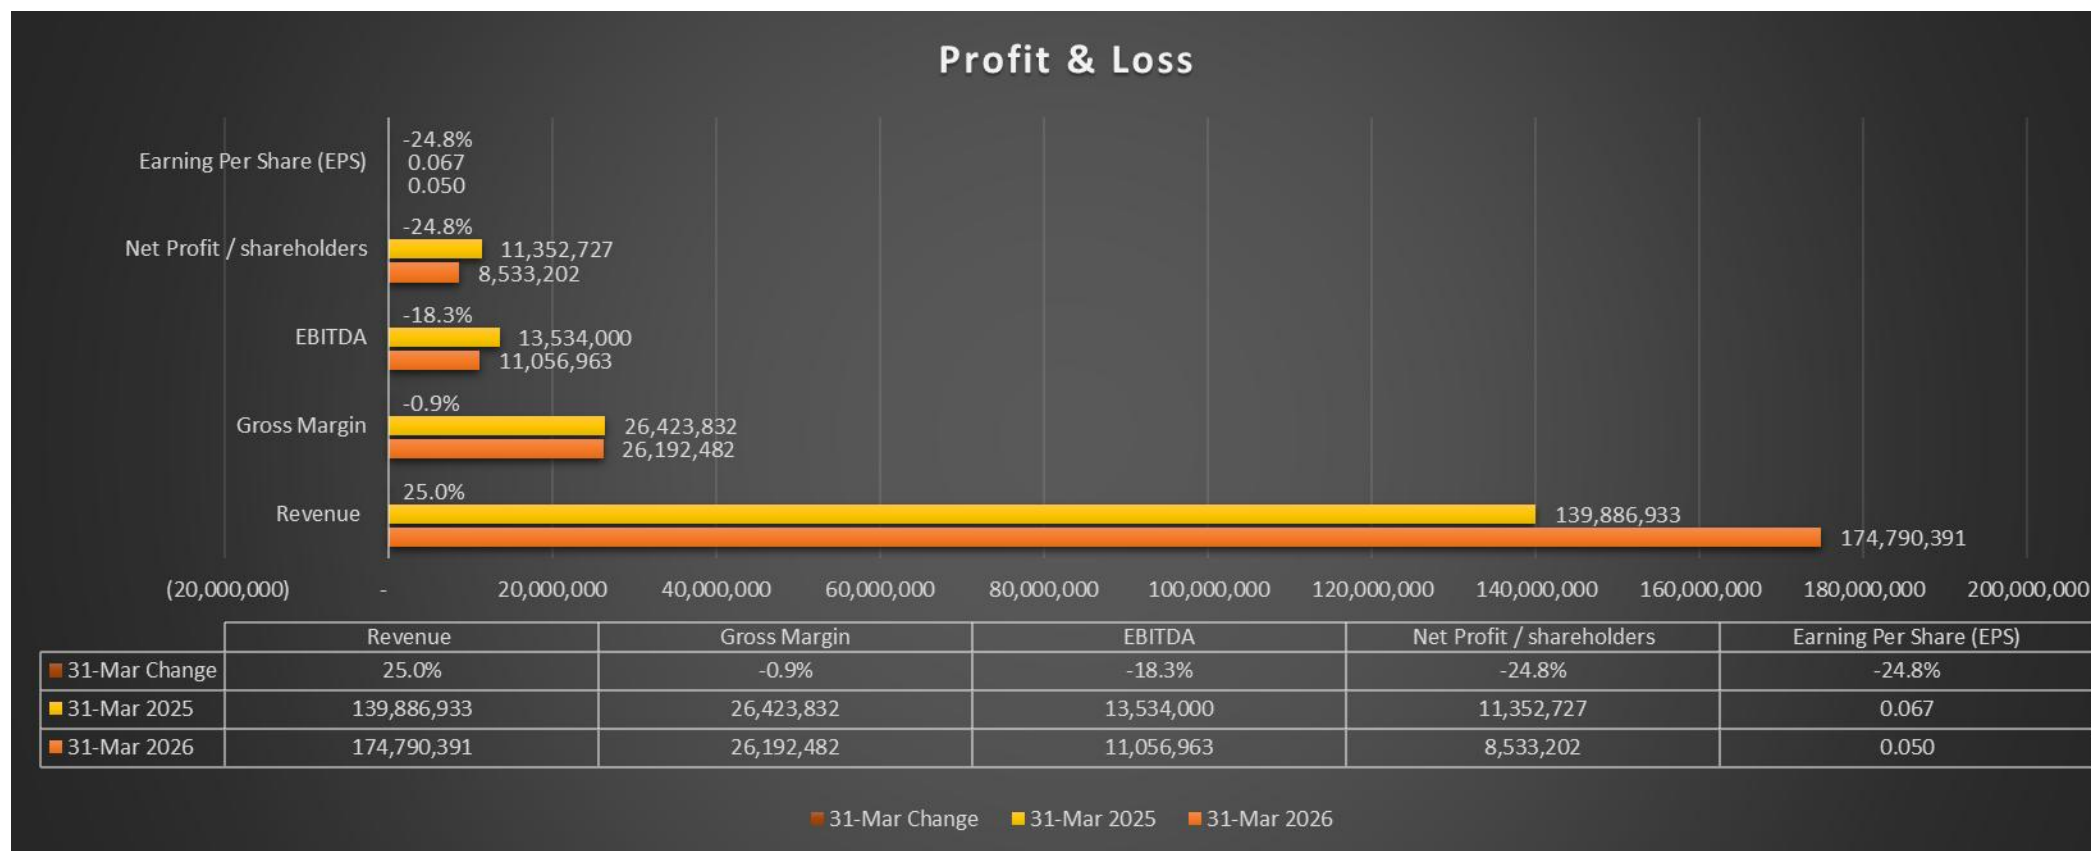 Profit & Loss
-24.8%
Earning Per Share (EPS) 0.067
0.050
-24.8%
Net Profit / shareholders 11,352,727
8,533,202
-18.3%
EBITDA 13,534,000
11,056,963
-0.9%
Gross Margin 26,423,832
26,192,482
25.0%
Revenue 139,886,933
174,790,391
(20,000,000) - 20,000,000 40,000,000 60,000,000 80,000,000 100,000,000 120,000,000 140,000,000 160,000,000 180,000,000 200,000,000
Revenue Gross Margin EBITDA Net Profit / shareholders Earning Per Share (EPS)
31-Mar Change 25.0% -0.9% -18.3% -24.8% -24.8%
31-Mar 2025 139,886,933 26,423,832 13,534,000 11,352,727 0.067
31-Mar 2026 174,790,391 26,192,482 11,056,963 8,533,202 0.050
31-Mar Change 31-Mar 2025 31-Mar 2026